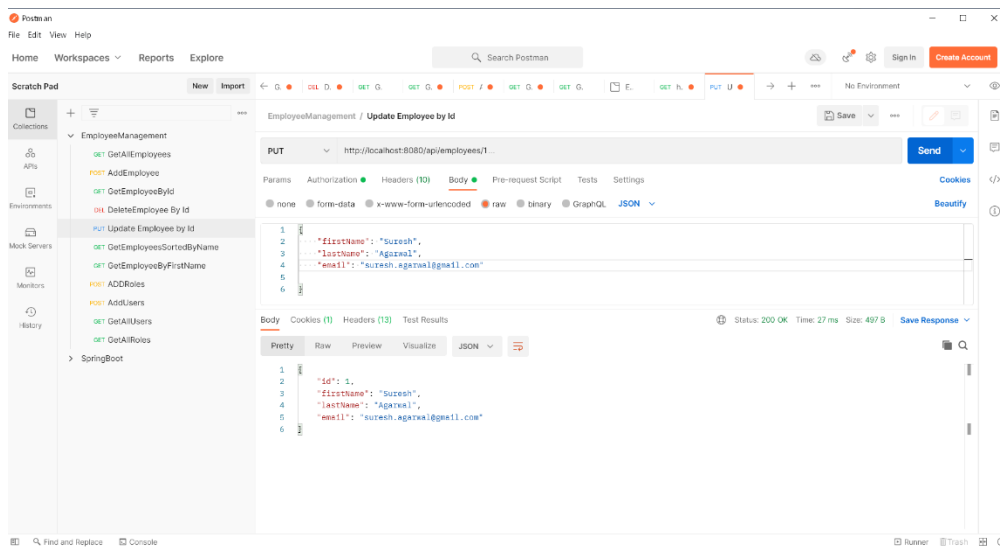 Postman
File Edit View Help
Home Workspaces Reports Explore
Search Postman
Sign In
Create Account
Scratch Pad
New Import
G. DEL D. GET G. GET G. POST / GET G. GET G. E.. GET h. PUT U
No Environment
Collections
APIs
Environments
Mock Servers
Monitors
History
EmployeeManagement
GET GetAllEmployees
POST AddEmployee
GET GetEmployeeById
DEL DeleteEmployee By Id
PUT Update Employee by Id
GET GetEmployeesSortedByName
GET GetEmployeeByFirstName
POST ADDRoles
POST AddUsers
GET GetAllUsers
GET GetAllRoles
SpringBoot
EmployeeManagement / Update Employee by Id
Save
PUT http://localhost:8080/api/employees/1 ...
Send
Params Authorization Headers (10) Body Pre-request Script Tests Settings
Cookies
none form-data x-www-form-urlencoded raw binary GraphQL JSON
Beautify
1 {
2 "firstName": "Suresh",
3 "lastName": "Agarwal",
4 "email": "suresh.agarwal@gmail.com"
5
6 }
Body Cookies (1) Headers (13) Test Results
Status: 200 OK Time: 27 ms Size: 497 B Save Response
Pretty Raw Preview Visualize JSON
1 {
2 "id": 1,
3 "firstName": "Suresh",
4 "lastName": "Agarwal",
5 "email": "suresh.agarwal@gmail.com"
6 }
Find and Replace Console
Runner Trash